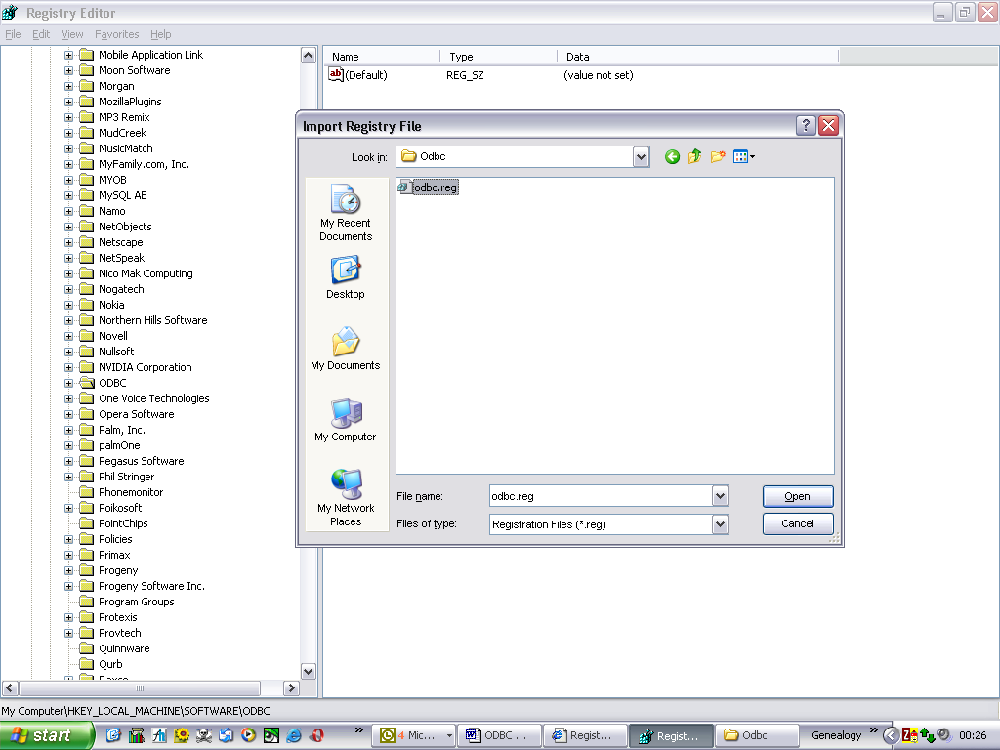 Registry Editor
File Edit View Favorites Help
Mobile Application Link
Moon Software
Morgan
MozillaPlugins
MP3 Remix
MudCreek
MusicMatch
MyFamily.com, Inc.
MYOB
MySQL AB
Namo
NetObjects
Netscape
NetSpeak
Nico Mak Computing
Nogatech
Nokia
Northern Hills Software
Novell
Nullsoft
NVIDIA Corporation
ODBC
One Voice Technologies
Opera Software
Palm, Inc.
palmOne
Pegasus Software
Phil Stringer
Phonemonitor
Poikosoft
PointChips
Policies
Primax
Progeny
Progeny Software Inc.
Program Groups
Protexis
Provtech
Quinnware
Qurb
Name Type Data
ab (Default) REG_SZ (value not set)
Import Registry File
Look in: Odbc
odbc.reg
My Recent
Documents
Desktop
My Documents
My Computer
My Network
Places
File name: odbc.reg Open
Files of type: Registration Files (*.reg) Cancel
My Computer\HKEY_LOCAL_MACHINE\SOFTWARE\ODBC
start » 4 Mic... ODBC ... Regist... Regist... Odbc Genealogy » 00:26